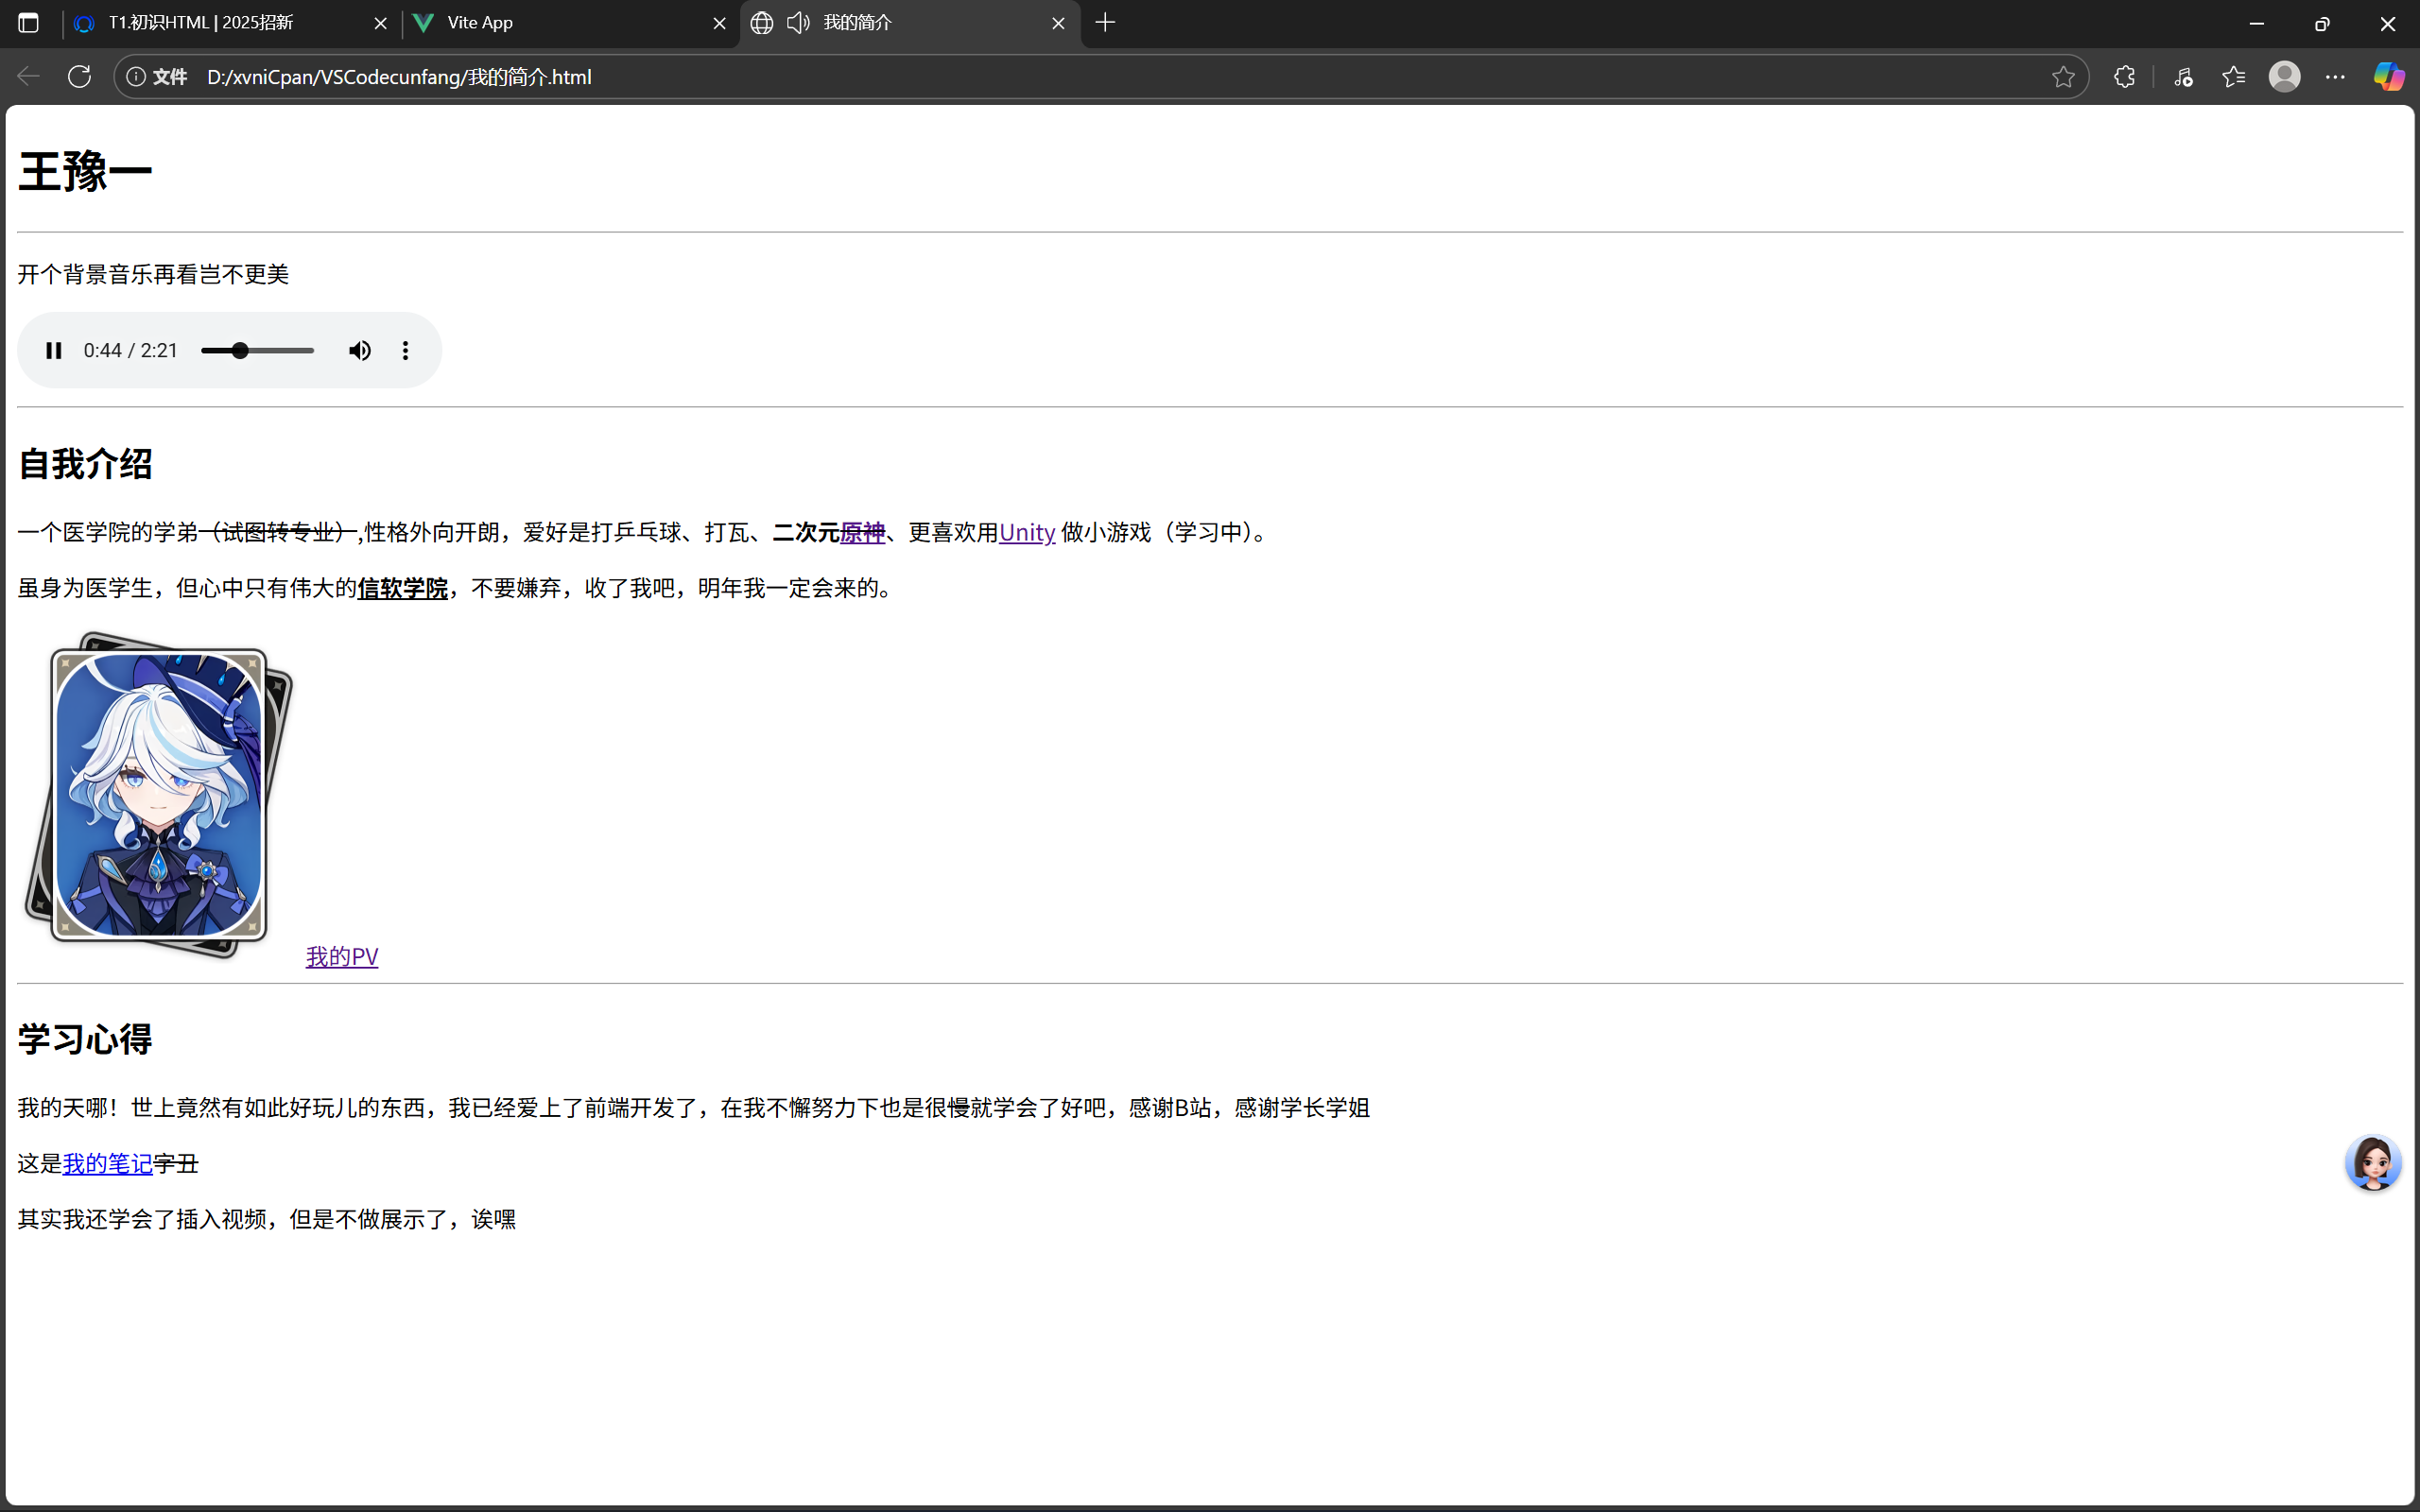 T1.初识HTML | 2025招新
Vite App
我的简介
文件 D:/xvniCpan/VSCodecunfang/我的简介.html
王豫一
开个背景音乐再看岂不更美
0:44 / 2:21
自我介绍
一个医学院的学弟（试图转专业）,性格外向开朗，爱好是打乒乓球、打瓦、二次元原神、更喜欢用Unity 做小游戏（学习中）。
虽身为医学生，但心中只有伟大的信软学院，不要嫌弃，收了我吧，明年我一定会来的。
我的PV
学习心得
我的天哪！世上竟然有如此好玩儿的东西，我已经爱上了前端开发了，在我不懈努力下也是很慢就学会了好吧，感谢B站，感谢学长学姐
这是我的笔记字丑
其实我还学会了插入视频，但是不做展示了，诶嘿